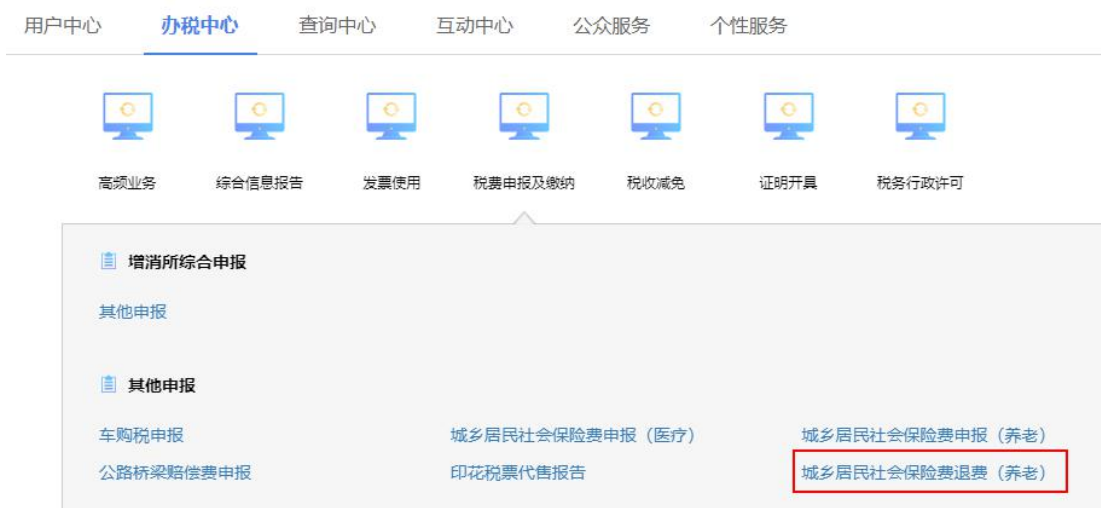 用户中心 办税中心 查询中心 互动中心 公众服务 个性服务
高频业务 综合信息报告 发票使用 税费申报及缴纳 税收减免 证明开具 税务行政许可
增消所综合申报
其他申报
其他申报
车购税申报 城乡居民社会保险费申报（医疗） 城乡居民社会保险费申报（养老）
公路桥梁赔偿费申报 印花税票代售报告 城乡居民社会保险费退费（养老）